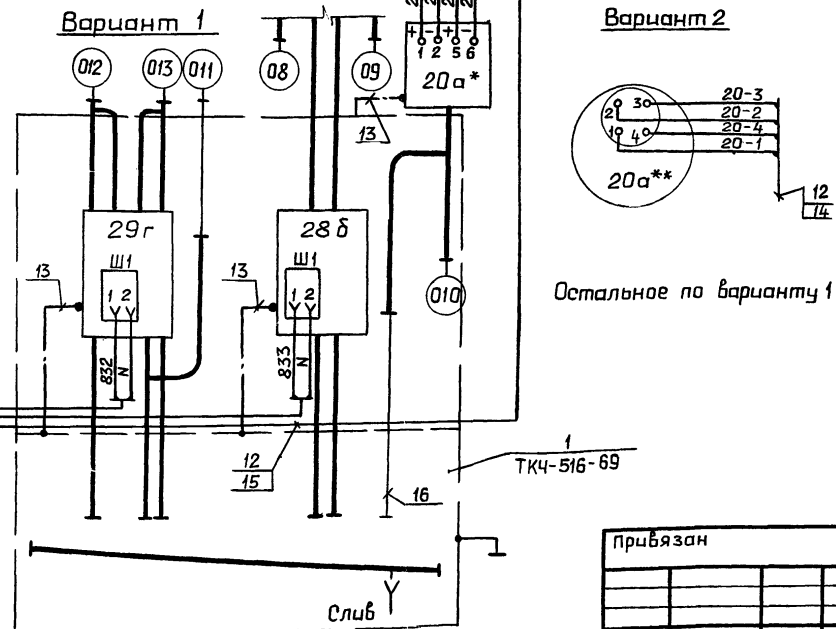 Вариант 1
Вариант 2
012
013
011
08
09
+ - + -
1 2 5 6
20а*
13
2
3
1
4
20-3
20-2
20-4
20-1
20а**
12
14
29г
Ш1
1 2
13
832
N
28б
Ш1
1 2
13
833
N
010
Остальное по варианту 1
12
15
16
1
ТКЧ-516-69
Привязан
Слив